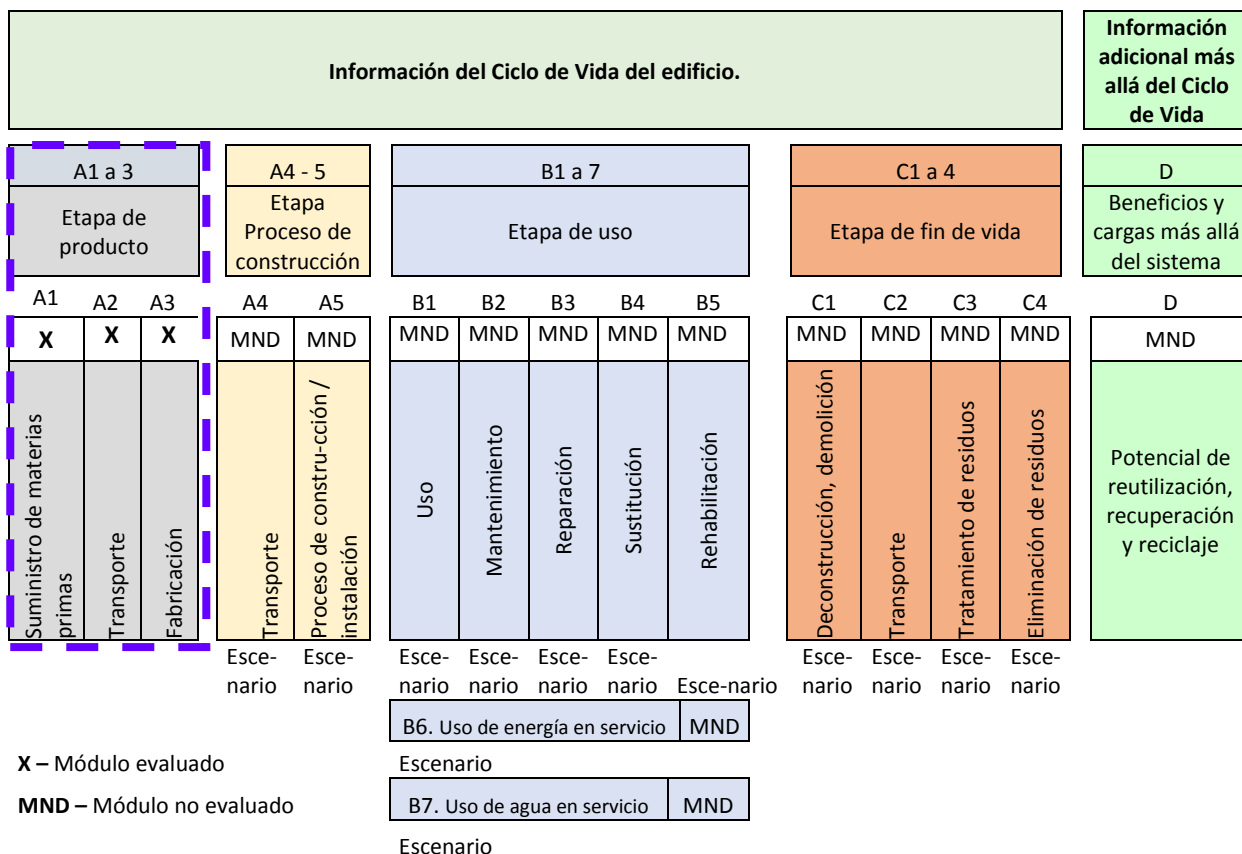 Información del Ciclo de Vida del edificio.
Información
adicional más
allá del Ciclo
de Vida
A1 a 3
Etapa de
producto
A4 - 5
Etapa
Proceso de
construcción
B1 a 7
Etapa de uso
C1 a 4
Etapa de fin de vida
D
Beneficios y
cargas más allá
del sistema
A1 A2 A3
A4 A5
B1 B2 B3 B4 B5
C1 C2 C3 C4
D
X X X
MND MND
MND MND MND MND MND
MND MND MND MND
MND
Suministro de materias
primas
Transporte
Fabricación
Transporte
Proceso de constru-cción /
instalación
Uso
Mantenimiento
Reparación
Sustitución
Rehabilitación
Deconstrucción, demolición
Transporte
Tratamiento de residuos
Eliminación de residuos
Potencial de
reutilización,
recuperación
y reciclaje
Esce-
nario
Esce-
nario
Esce-
nario
Esce-
nario
Esce-
nario
Esce-
nario
Esce-nario
Esce-
nario
Esce-
nario
Esce-
nario
Esce-
nario
B6. Uso de energía en servicio MND
Escenario
B7. Uso de agua en servicio MND
Escenario
X – Módulo evaluado
MND – Módulo no evaluado